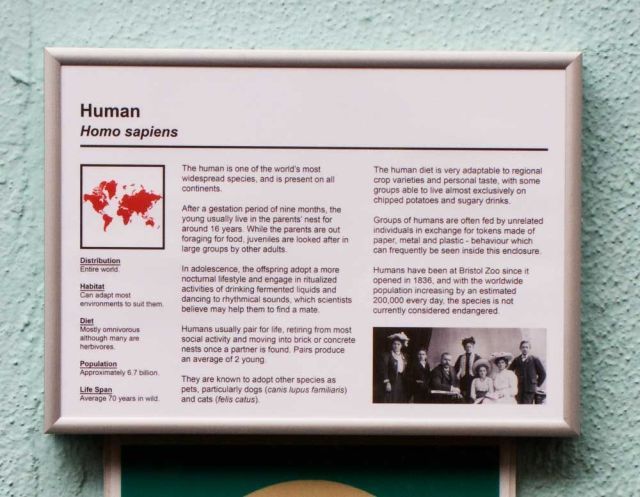 Human
Homo sapiens
Distribution
Entire world.
Habitat
Can adapt most
environments to suit them.
Diet
Mostly omnivorous
although many are
herbivores.
Population
Approximately 6.7 billion.
Life Span
Average 70 years in wild.
The human is one of the world's most
widespread species, and is present on all
continents.
After a gestation period of nine months, the
young usually live in the parents' nest for
around 16 years. While the parents are out
foraging for food, juveniles are looked after in
large groups by other adults.
In adolescence, the offspring adopt a more
nocturnal lifestyle and engage in ritualized
activities of drinking fermented liquids and
dancing to rhythmical sounds, which scientists
believe may help them to find a mate.
Humans usually pair for life, retiring from most
social activity and moving into brick or concrete
nests once a partner is found. Pairs produce
an average of 2 young.
They are known to adopt other species as
pets, particularly dogs (canis lupus familiaris)
and cats (felis catus).
The human diet is very adaptable to regional
crop varieties and personal taste, with some
groups able to live almost exclusively on
chipped potatoes and sugary drinks.
Groups of humans are often fed by unrelated
individuals in exchange for tokens made of
paper, metal and plastic - behaviour which
can frequently be seen inside this enclosure.
Humans have been at Bristol Zoo since it
opened in 1836, and with the worldwide
population increasing by an estimated
200,000 every day, the species is not
currently considered endangered.